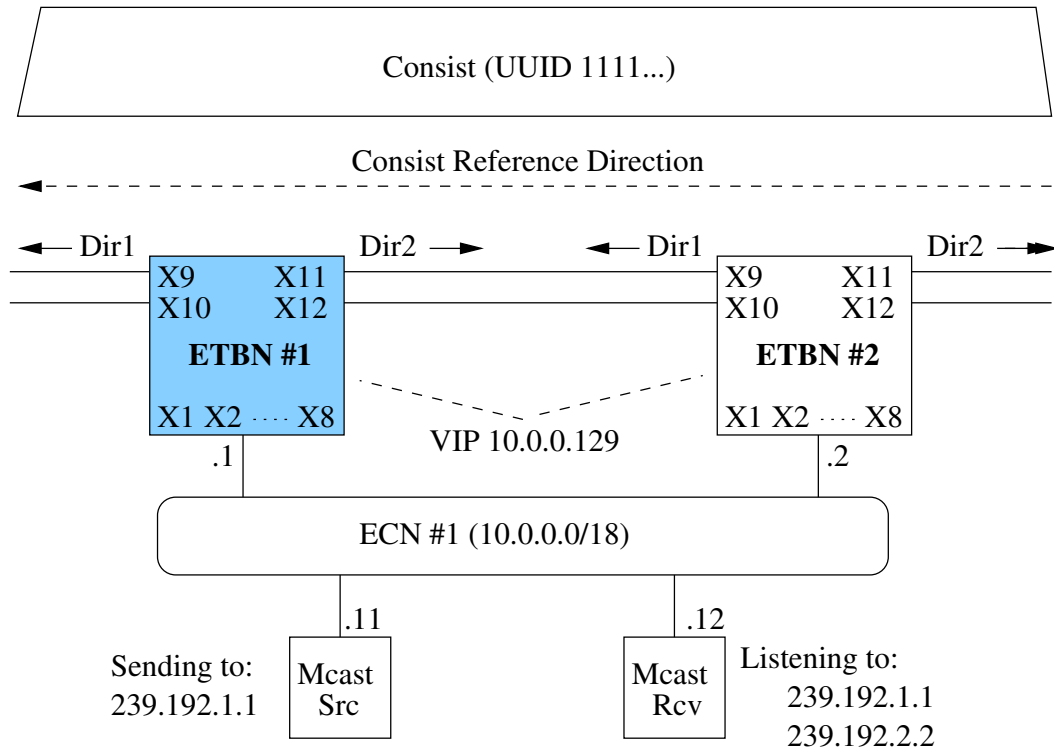 Consist (UUID 1111...)
Consist Reference Direction
Dir1 Dir2 Dir1 Dir2
X9 X11 X9 X11
X10 X12 X10 X12
ETBN #1 ETBN #2
X1 X2 .... X8 X1 X2 .... X8
VIP 10.0.0.129
.1 .2
ECN #1 (10.0.0.0/18)
.11 .12
Sending to:
239.192.1.1
Mcast
Src
Mcast
Rcv
Listening to:
239.192.1.1
239.192.2.2